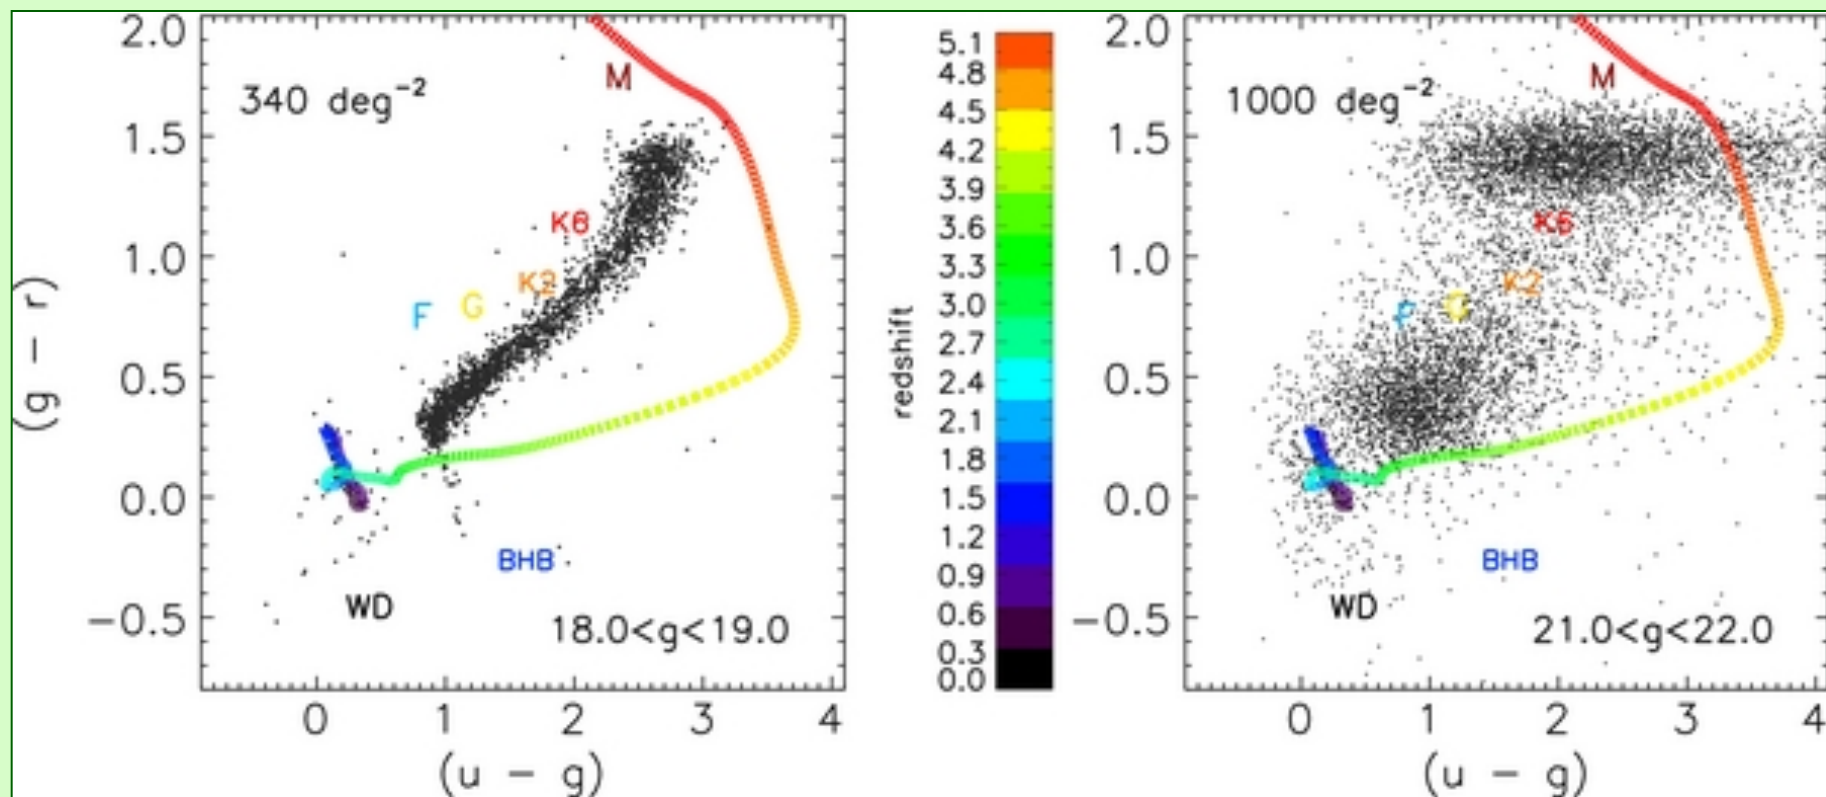 (g − r)
2.0
1.5
1.0
0.5
0.0
−0.5
340 deg⁻²
M
K6
K2
G
F
BHB
WD
18.0<g<19.0
0 1 2 3 4
(u − g)
redshift
5.1
4.8
4.5
4.2
3.9
3.6
3.3
3.0
2.7
2.4
2.1
1.8
1.5
1.2
0.9
0.6
0.3
0.0
2.0
1.5
1.0
0.5
0.0
−0.5
1000 deg⁻²
M
K6
K2
G
F
BHB
WD
21.0<g<22.0
0 1 2 3 4
(u − g)